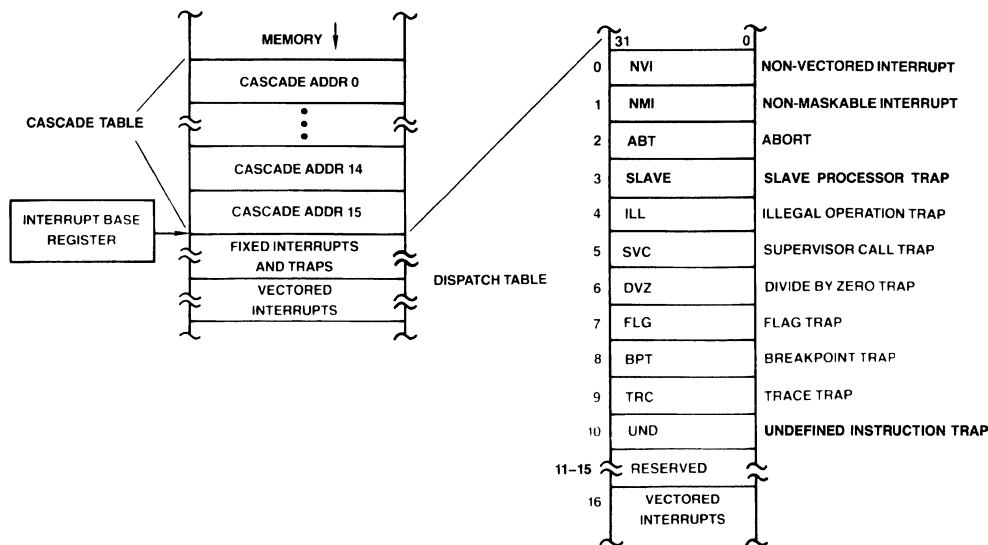 MEMORY
CASCADE ADDR 0
CASCADE TABLE
CASCADE ADDR 14
CASCADE ADDR 15
INTERRUPT BASE
REGISTER
FIXED INTERRUPTS
AND TRAPS
VECTORED
INTERRUPTS
DISPATCH TABLE
31 0
0 NVI NON-VECTORED INTERRUPT
1 NMI NON-MASKABLE INTERRUPT
2 ABT ABORT
3 SLAVE SLAVE PROCESSOR TRAP
4 ILL ILLEGAL OPERATION TRAP
5 SVC SUPERVISOR CALL TRAP
6 DVZ DIVIDE BY ZERO TRAP
7 FLG FLAG TRAP
8 BPT BREAKPOINT TRAP
9 TRC TRACE TRAP
10 UND UNDEFINED INSTRUCTION TRAP
11–15 RESERVED
16 VECTORED
INTERRUPTS